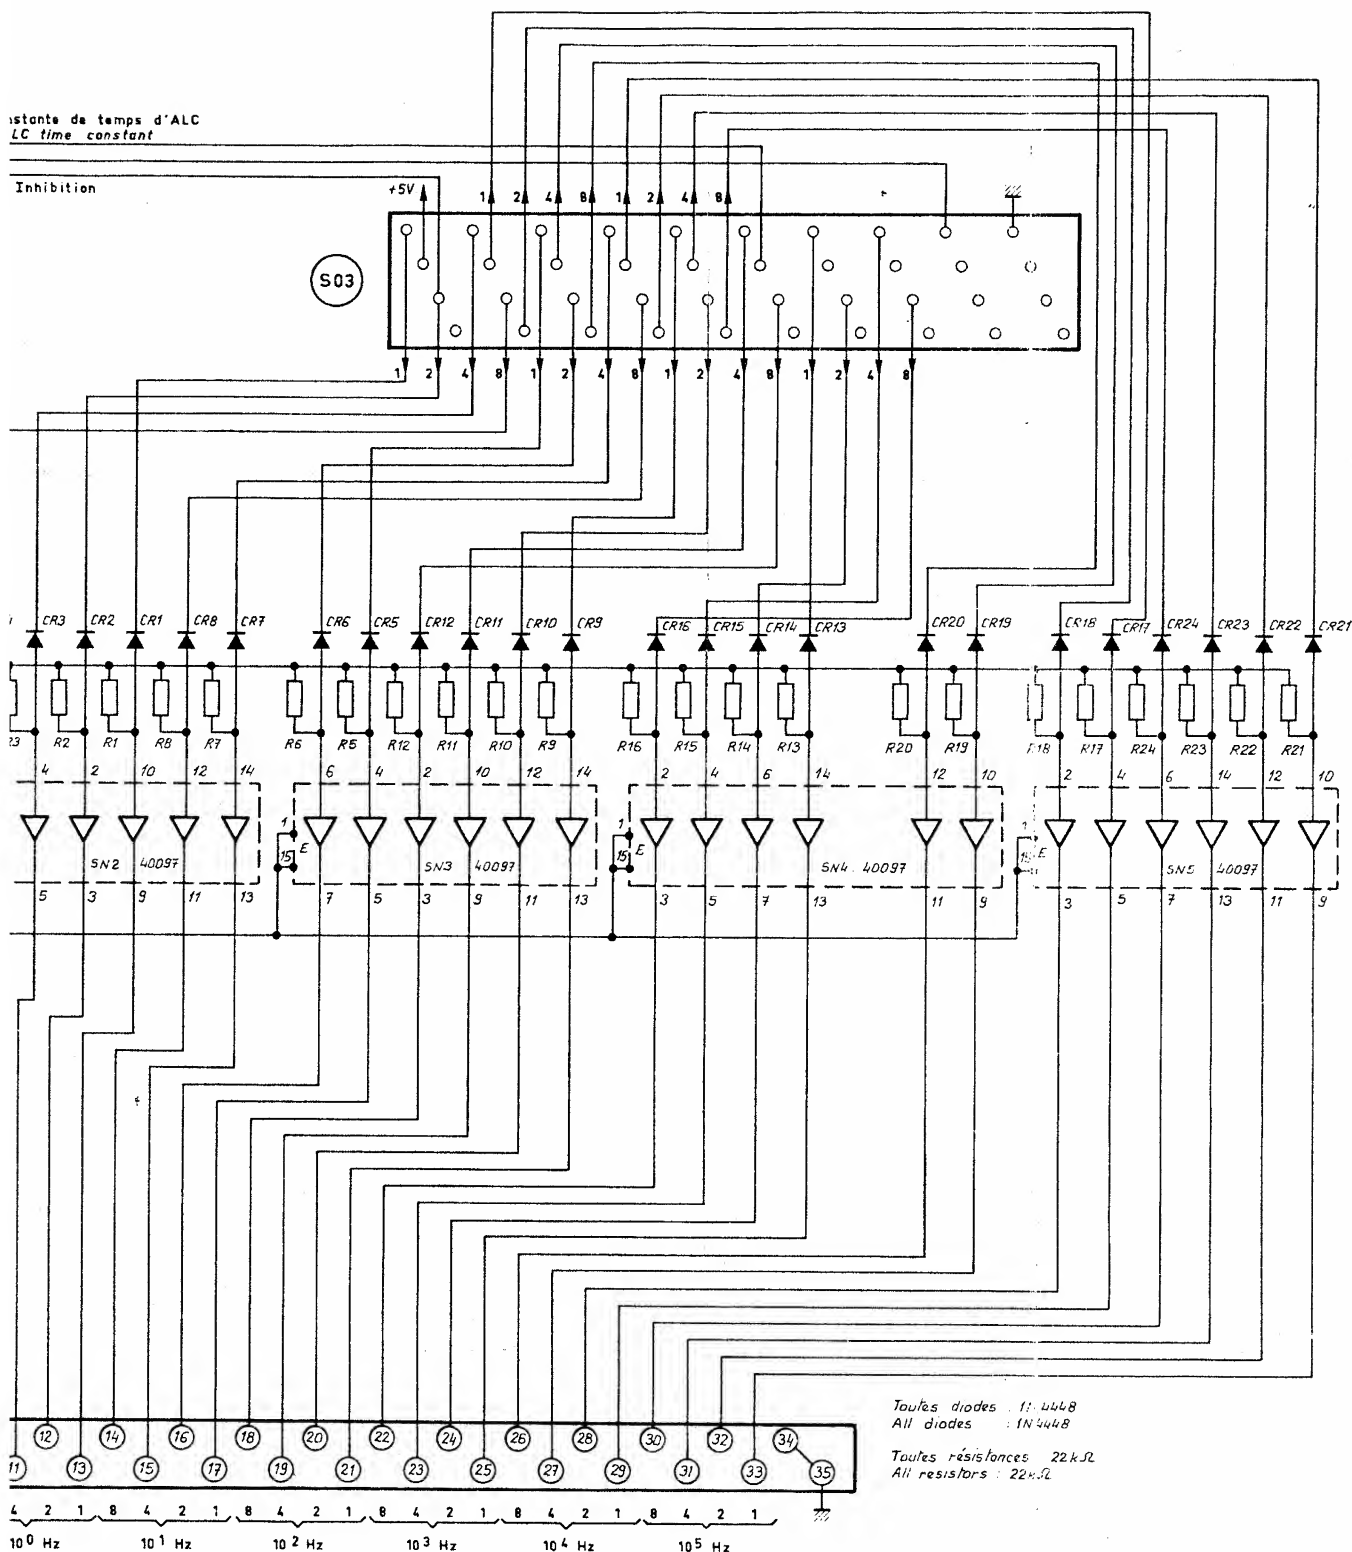 stante de temps d'ALC
LC time constant
Inhibition
+5V
1 2 4 8 1 2 4 8
S03
1 2 4 8 1 2 4 8 1 2 4 8 1 2 4 8
CR3 CR2 CR1 CR8 CR7 CR6 CR5 CR12 CR11 CR10 CR9 CR16 CR15 CR14 CR13 CR20 CR19 CR18 CR17 CR24 CR23 CR22 CR21
R3 R2 R1 R8 R7 R6 R5 R12 R11 R10 R9 R16 R15 R14 R13 R20 R19 R18 R17 R24 R23 R22 R21
4 2 10 12 14 6 4 2 10 12 14 2 4 6 14 12 10 2 4 6 14 12 10
1 1 1
15 E 15 E 15 E
SN2 40097 SN3 40097 SN4 40097 SN5 40097
5 3 9 11 13 7 5 3 9 11 13 3 5 7 13 11 9 3 5 7 13 11 9
Toutes diodes : 1N4448
All diodes : 1N4448
Toutes résistances 22kΩ
All resistors : 22kΩ
12 14 16 18 20 22 24 26 28 30 32 34
11 13 15 17 19 21 23 25 27 29 31 33 35
4 2 1 8 4 2 1 8 4 2 1 8 4 2 1 8 4 2 1 8 4 2 1
10⁰ Hz 10¹ Hz 10² Hz 10³ Hz 10⁴ Hz 10⁵ Hz